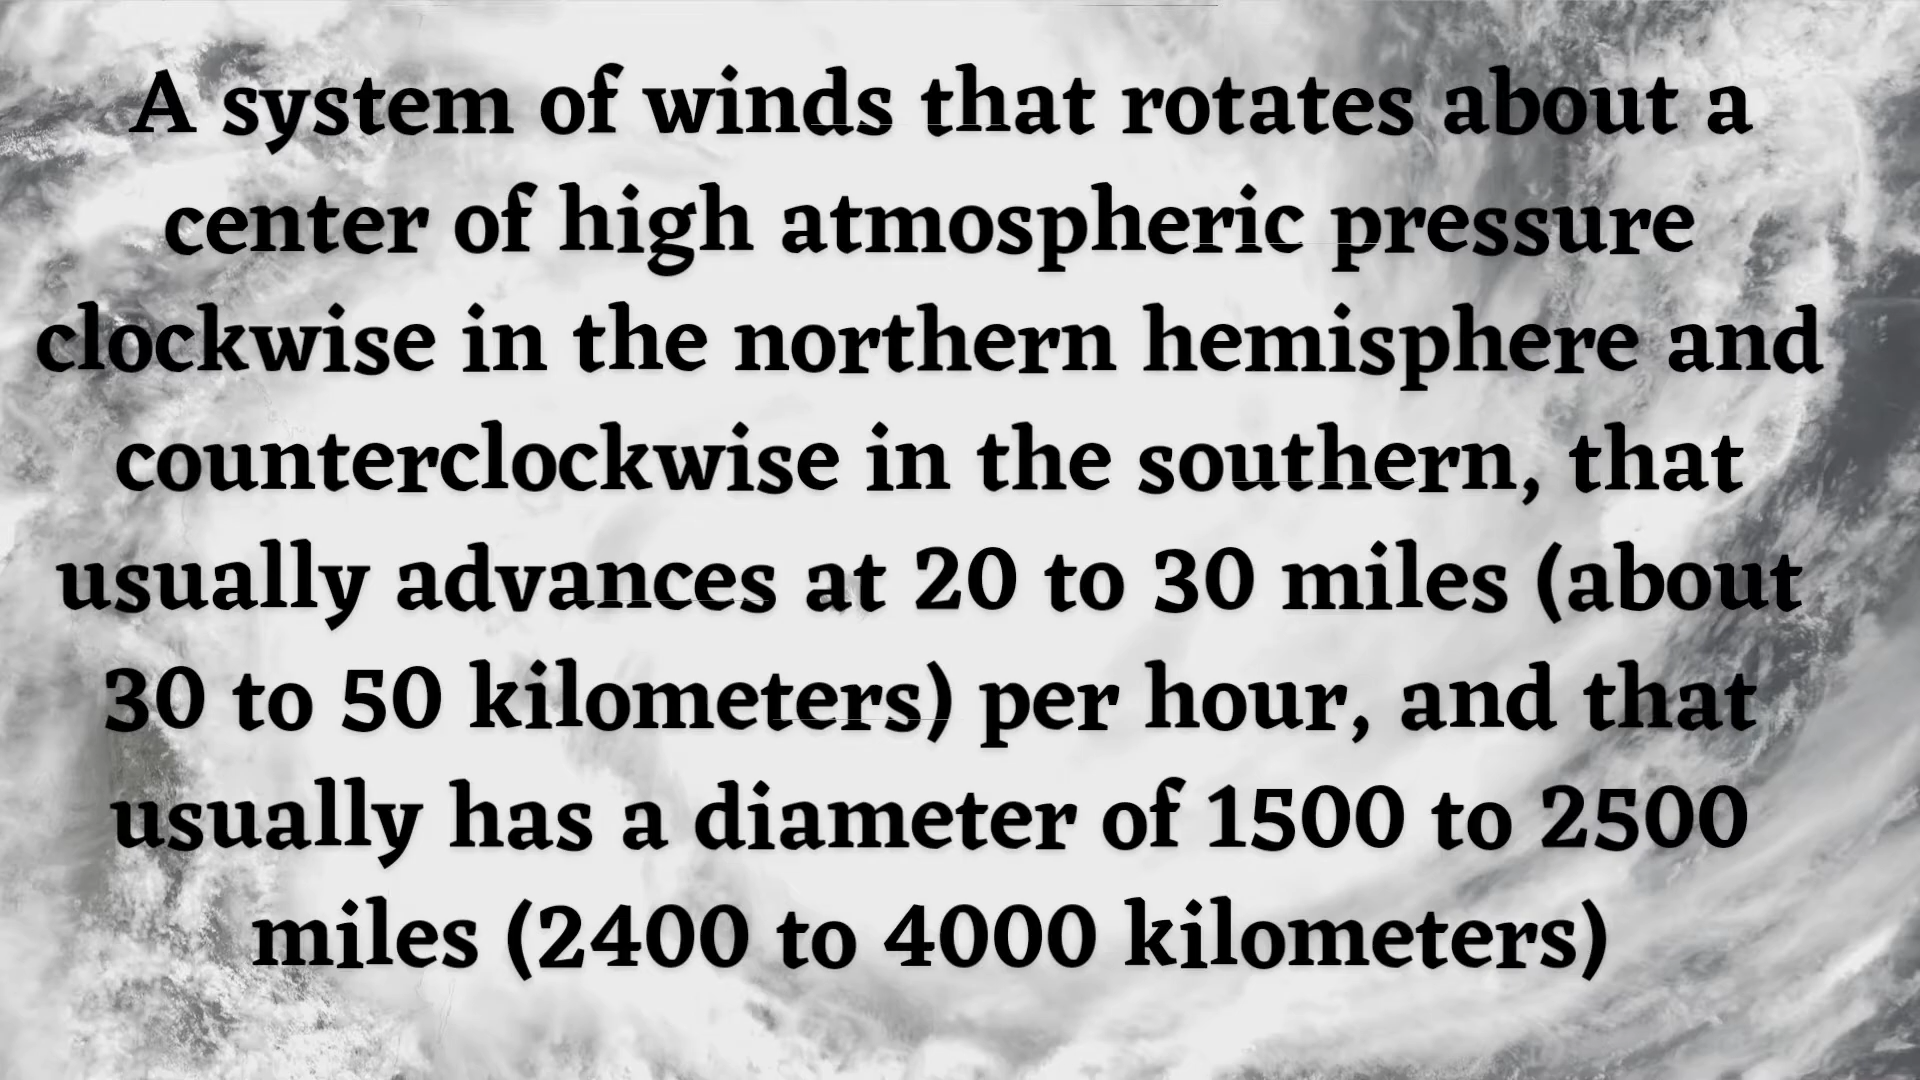 A system of winds that rotates about a
center of high atmospheric pressure
clockwise in the northern hemisphere and
counterclockwise in the southern, that
usually advances at 20 to 30 miles (about
30 to 50 kilometers) per hour, and that
usually has a diameter of 1500 to 2500
miles (2400 to 4000 kilometers)